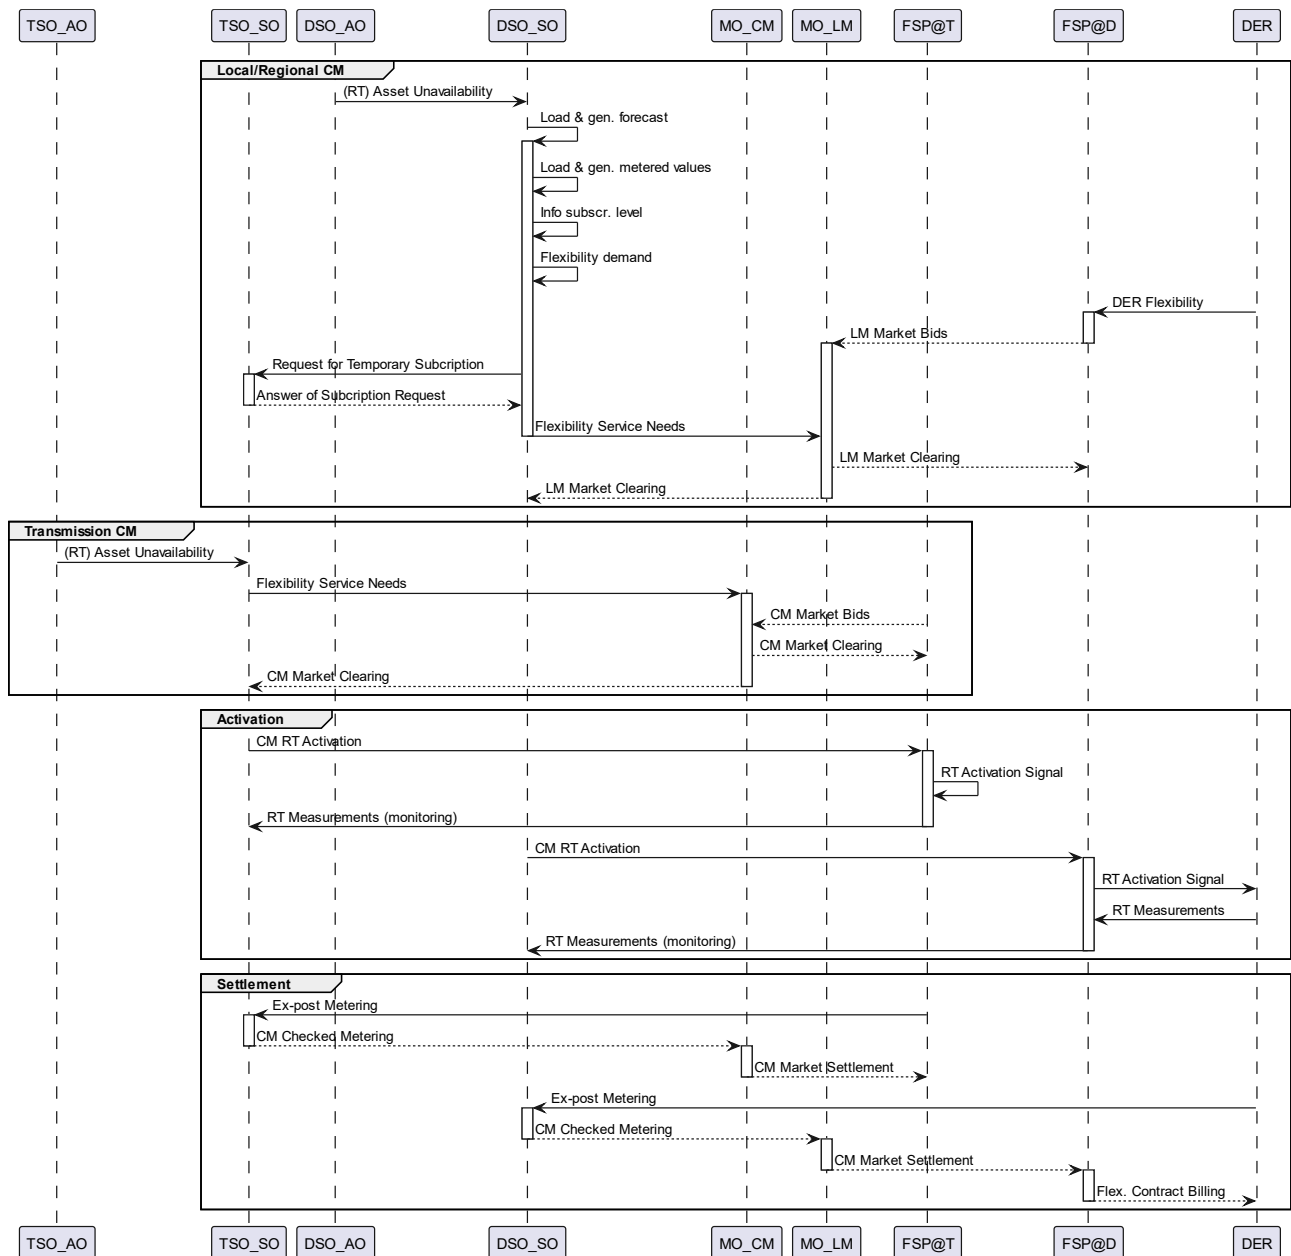 TSO_AO TSO_SO DSO_AO DSO_SO MO_CM MO_LM FSP@T FSP@D DER
Local/Regional CM
(RT) Asset Unavailability
Load & gen. forecast
Load & gen. metered values
Info subscr. level
Flexibility demand
DER Flexibility
LM Market Bids
Request for Temporary Subcription
Answer of Subcription Request
Flexibility Service Needs
LM Market Clearing
LM Market Clearing
Transmission CM
(RT) Asset Unavailability
Flexibility Service Needs
CM Market Bids
CM Market Clearing
CM Market Clearing
Activation
CM RT Activation
RT Activation Signal
RT Measurements (monitoring)
CM RT Activation
RT Activation Signal
RT Measurements
RT Measurements (monitoring)
Settlement
Ex-post Metering
CM Checked Metering
CM Market Settlement
Ex-post Metering
CM Checked Metering
CM Market Settlement
Flex. Contract Billing
TSO_AO TSO_SO DSO_AO DSO_SO MO_CM MO_LM FSP@T FSP@D DER